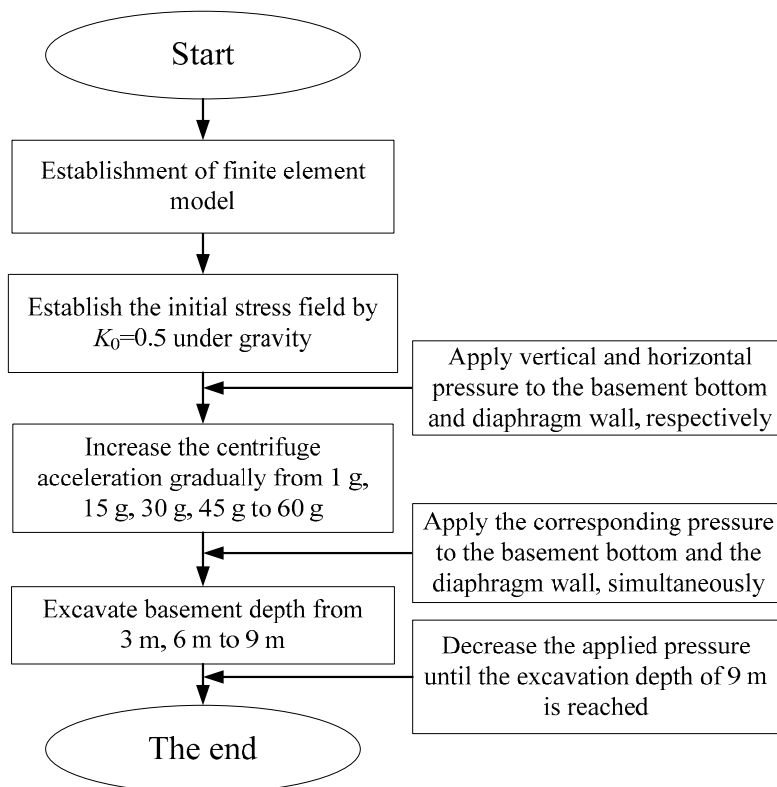 Start
Establishment of finite element
model
Establish the initial stress field by
K₀=0.5 under gravity
Apply vertical and horizontal
pressure to the basement bottom
and diaphragm wall, respectively
Increase the centrifuge
acceleration gradually from 1 g,
15 g, 30 g, 45 g to 60 g
Apply the corresponding pressure
to the basement bottom and the
diaphragm wall, simultaneously
Excavate basement depth from
3 m, 6 m to 9 m
Decrease the applied pressure
until the excavation depth of 9 m
is reached
The end